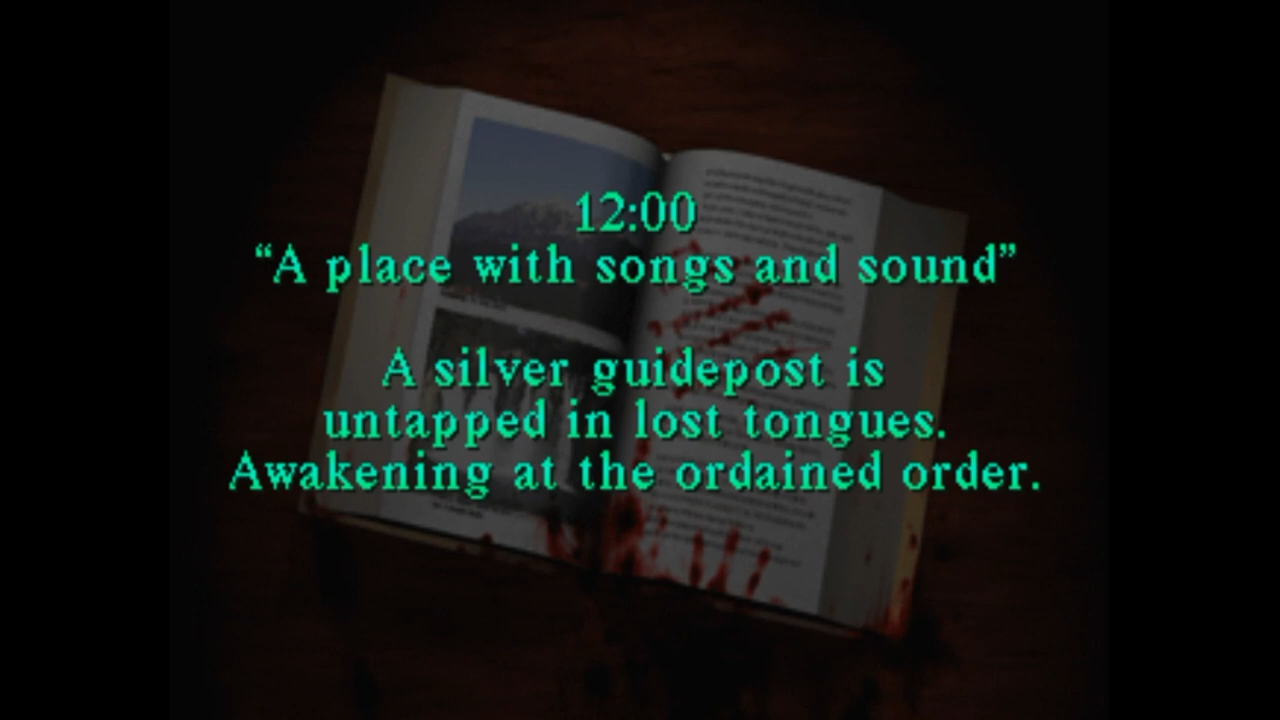 12:00
“A place with songs and sound”
A silver guidepost is
untapped in lost tongues.
Awakening at the ordained order.